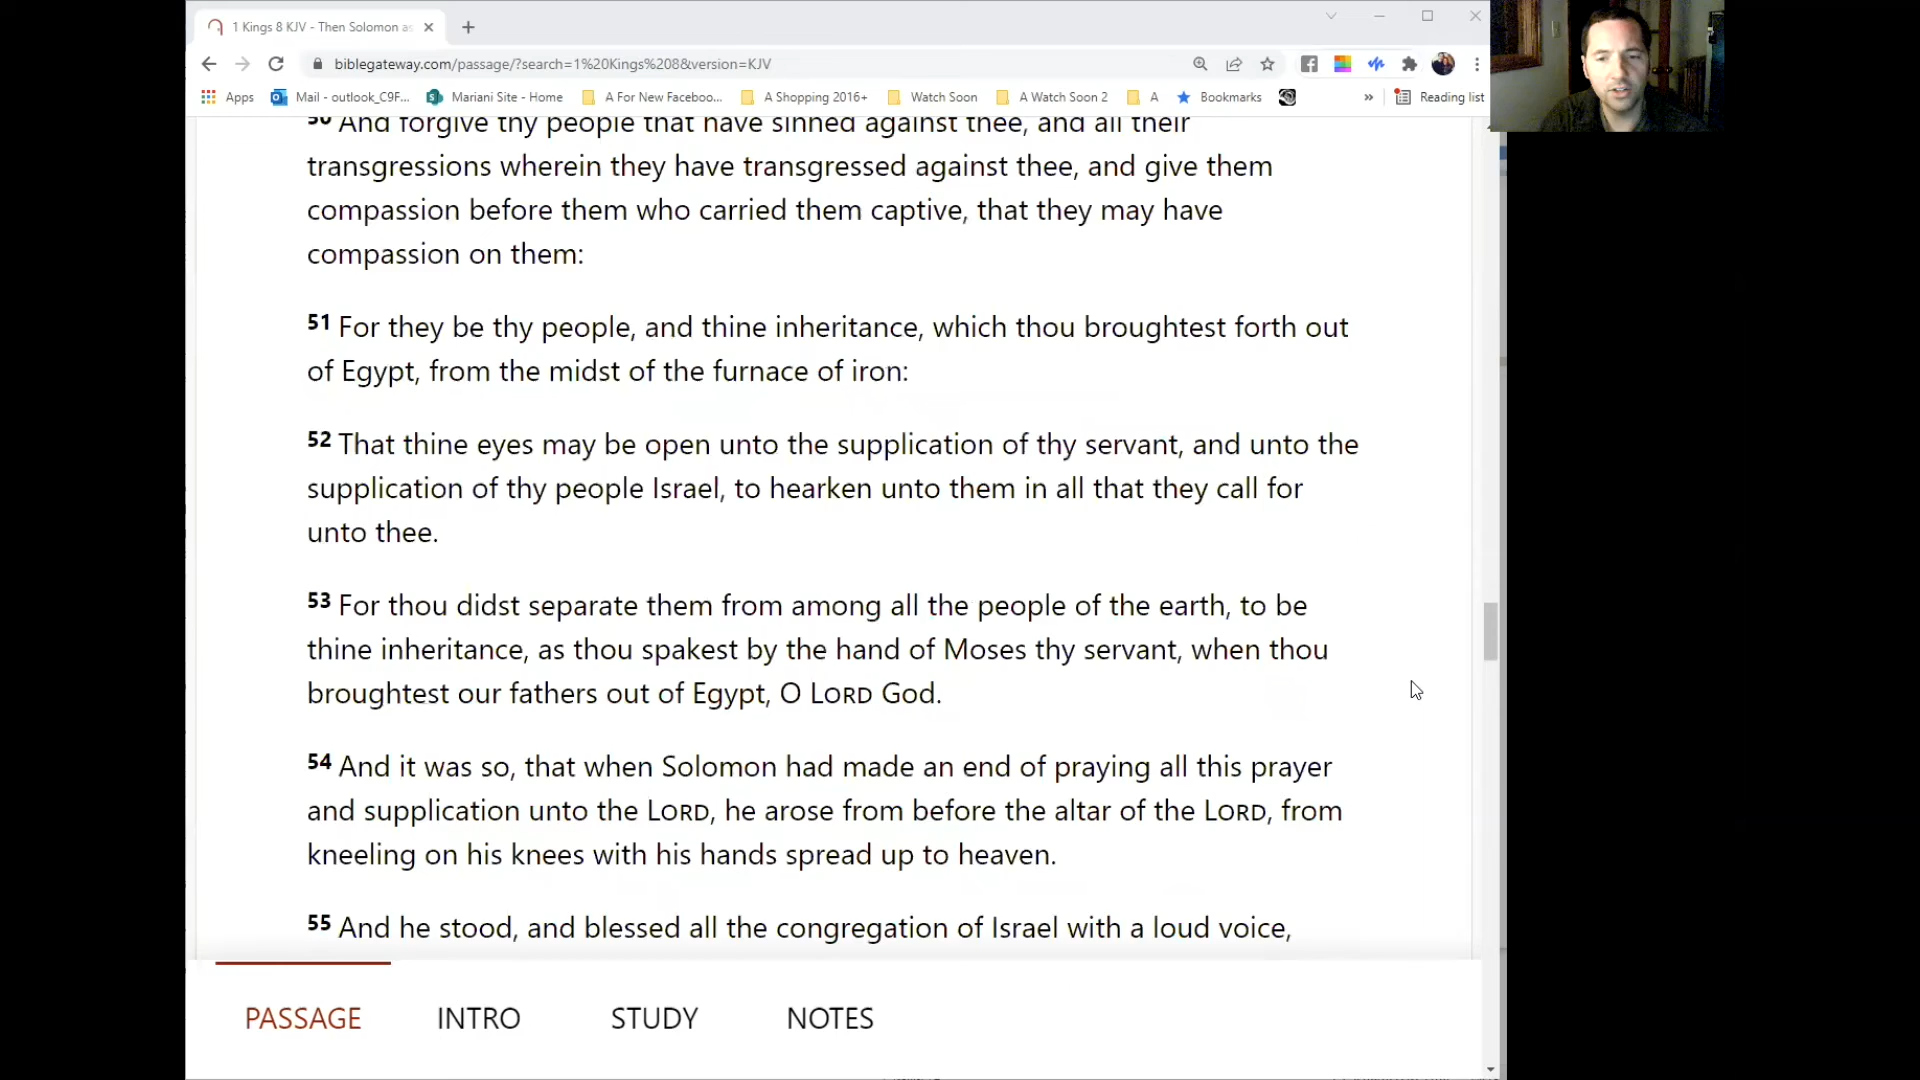 1 Kings 8 KJV - Then Solomon as
biblegateway.com/passage/?search=1%20Kings%208&version=KJV
Apps Mail - outlook_C9F... Mariani Site - Home A For New Faceboo... A Shopping 2016+ Watch Soon A Watch Soon 2 A Bookmarks » Reading list
50 And forgive thy people that have sinned against thee, and all their
transgressions wherein they have transgressed against thee, and give them
compassion before them who carried them captive, that they may have
compassion on them:
51 For they be thy people, and thine inheritance, which thou broughtest forth out
of Egypt, from the midst of the furnace of iron:
52 That thine eyes may be open unto the supplication of thy servant, and unto the
supplication of thy people Israel, to hearken unto them in all that they call for
unto thee.
53 For thou didst separate them from among all the people of the earth, to be
thine inheritance, as thou spakest by the hand of Moses thy servant, when thou
broughtest our fathers out of Egypt, O LORD God.
54 And it was so, that when Solomon had made an end of praying all this prayer
and supplication unto the LORD, he arose from before the altar of the LORD, from
kneeling on his knees with his hands spread up to heaven.
55 And he stood, and blessed all the congregation of Israel with a loud voice,
PASSAGE INTRO STUDY NOTES